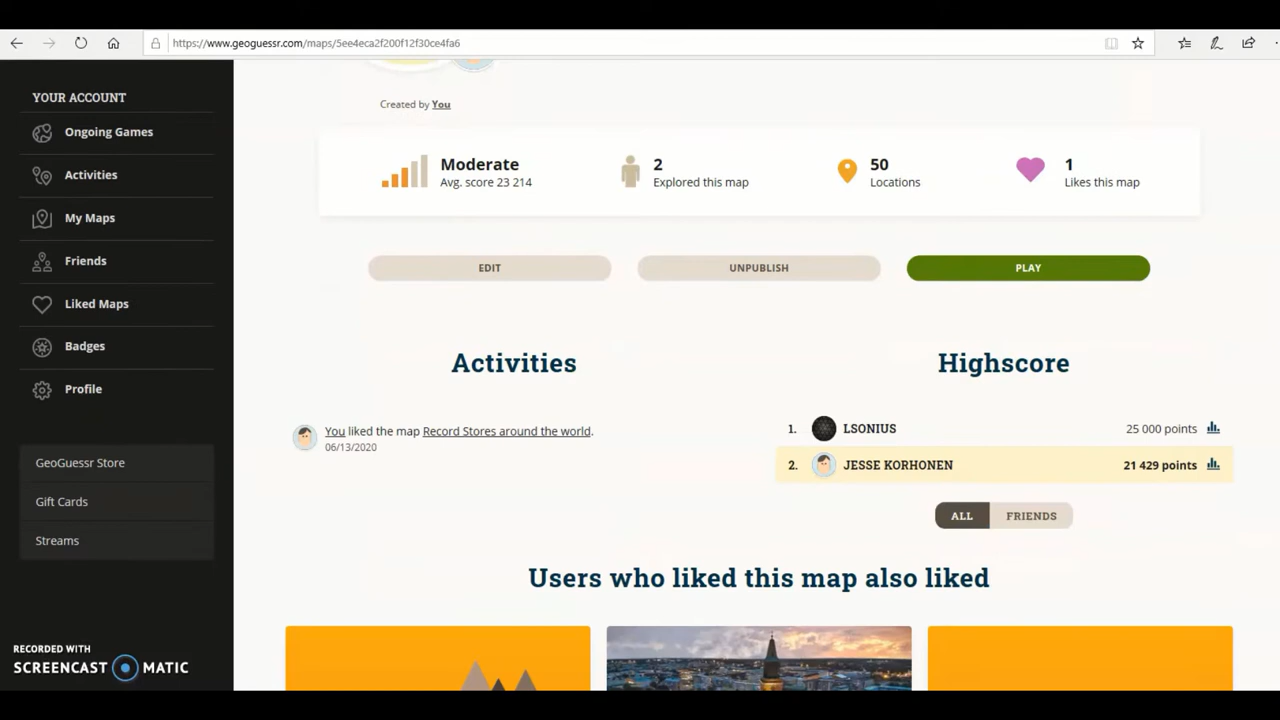 https://www.geoguessr.com/maps/5ee4eca2f200f12f30ce4fa6
YOUR ACCOUNT
Ongoing Games
Activities
My Maps
Friends
Liked Maps
Badges
Profile
GeoGuessr Store
Gift Cards
Streams
RECORDED WITH
SCREENCAST MATIC
Created by You
Moderate
Avg. score 23 214
2
Explored this map
50
Locations
1
Likes this map
EDIT
UNPUBLISH
PLAY
Activities
You liked the map Record Stores around the world.
06/13/2020
Highscore
1. LSONIUS 25 000 points
2. JESSE KORHONEN 21 429 points
ALL FRIENDS
Users who liked this map also liked